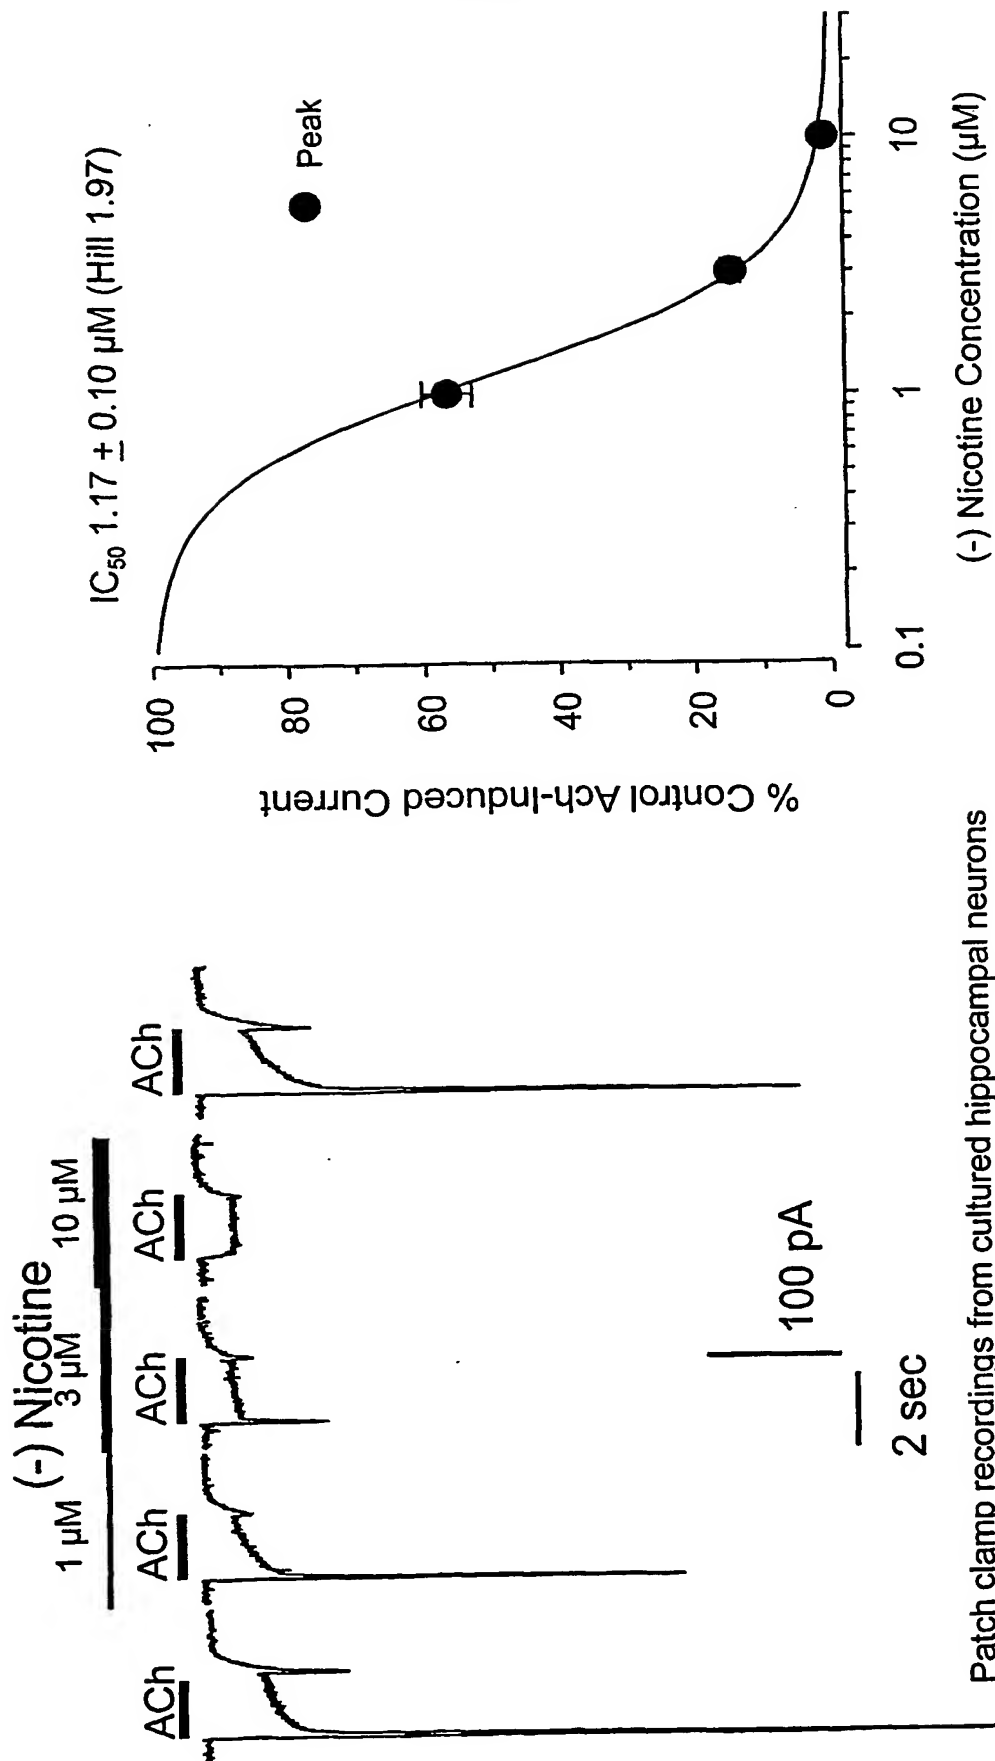 (-) Nicotine
1 µM 3 µM 10 µM
ACh ACh ACh ACh ACh
100 pA
2 sec
Patch clamp recordings from cultured hippocampal neurons
IC₅₀ 1.17 ± 0.10 µM (Hill 1.97)
Peak
% Control Ach-Induced Current
100
80
60
40
20
0
0.1 1 10
(-) Nicotine Concentration (µM)